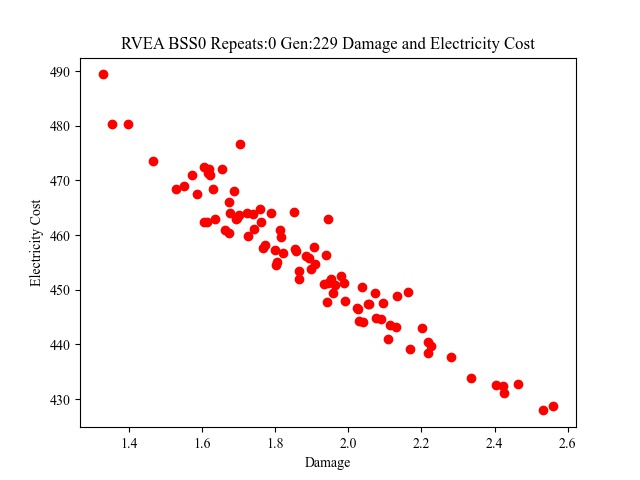 RVEA BSS0 Repeats:0 Gen:229 Damage and Electricity Cost
490
480
470
460
450
440
430
Electricity Cost
1.4 1.6 1.8 2.0 2.2 2.4 2.6
Damage